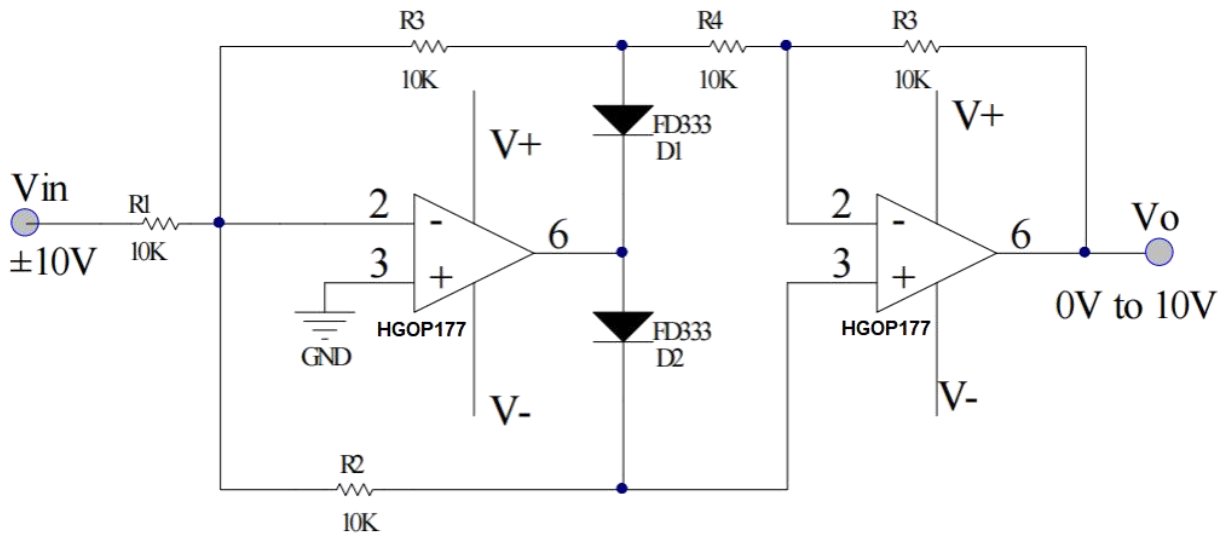 R3
R4
R3
10K
10K
10K
V+
FD333
D1
V+
Vin
R1
10K
±10V
2
-
3
+
6
HGOP177
GND
V-
FD333
D2
2
-
3
+
6
HGOP177
V-
Vo
0V to 10V
R2
10K